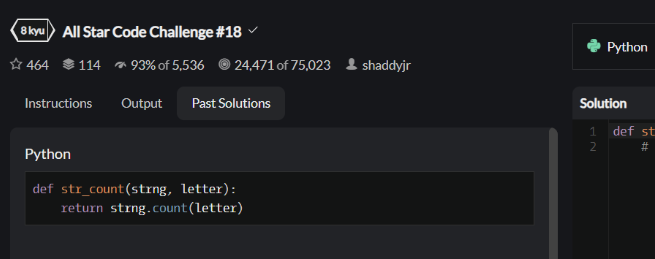 8 kyu All Star Code Challenge #18
464 114 93% of 5,536 24,471 of 75,023 shaddyjr
Python
Instructions Output Past Solutions
Solution
Python
def str_count(strng, letter):
    return strng.count(letter)
1 def st
2 #